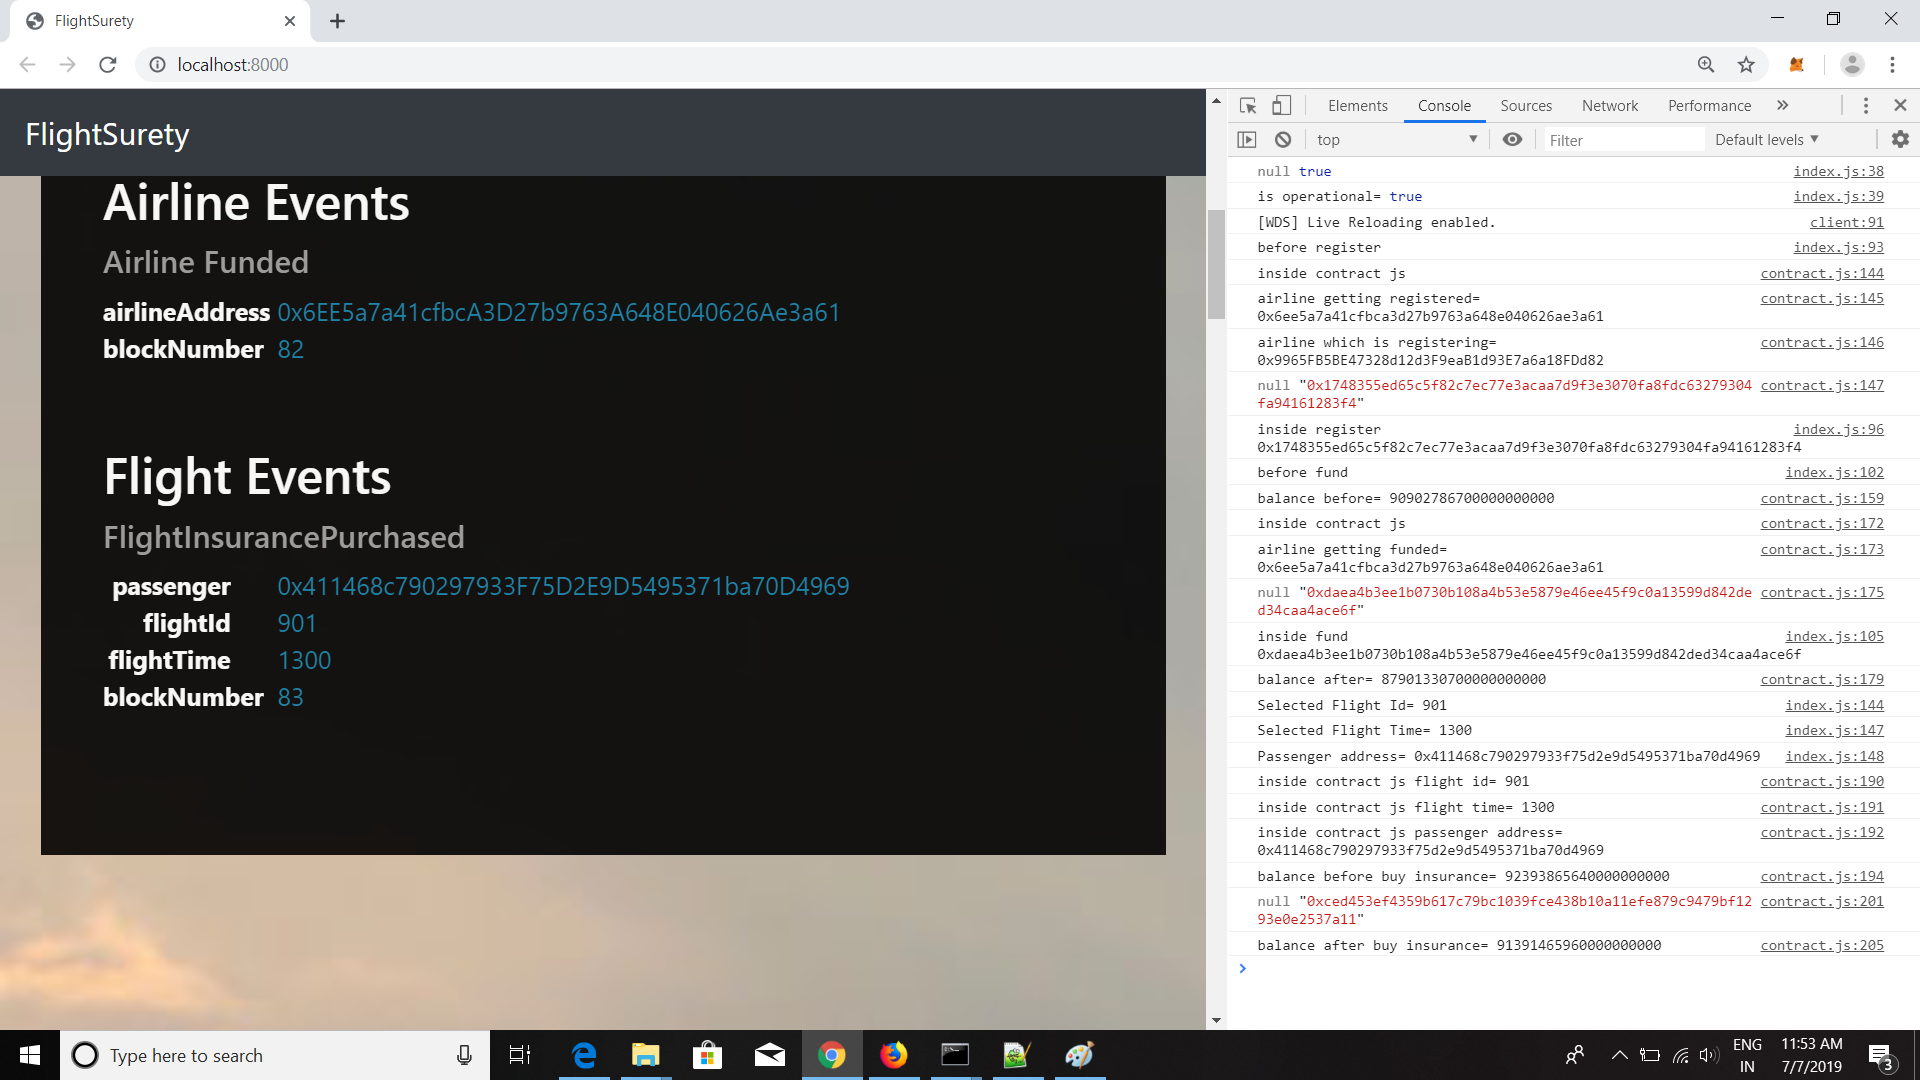 FlightSurety
localhost:8000
FlightSurety
Airline Events
Airline Funded
airlineAddress 0x6EE5a7a41cfbcA3D27b9763A648E040626Ae3a61
blockNumber 82
Flight Events
FlightInsurancePurchased
passenger 0x411468c790297933F75D2E9D5495371ba70D4969
flightId 901
flightTime 1300
blockNumber 83
Elements Console Sources Network Performance
top Filter Default levels
null true index.js:38
is operational= true index.js:39
[WDS] Live Reloading enabled. client:91
before register index.js:93
inside contract js contract.js:144
airline getting registered= contract.js:145
0x6ee5a7a41cfbca3d27b9763a648e040626ae3a61
airline which is registering= contract.js:146
0x9965FB5BE47328d12d3F9eaB1d93E7a6a18FDd82
null "0x1748355ed65c5f82c7ec77e3acaa7d9f3e3070fa8fdc63279304 contract.js:147
fa94161283f4"
inside register index.js:96
0x1748355ed65c5f82c7ec77e3acaa7d9f3e3070fa8fdc63279304fa94161283f4
before fund index.js:102
balance before= 90902786700000000000 contract.js:159
inside contract js contract.js:172
airline getting funded= contract.js:173
0x6ee5a7a41cfbca3d27b9763a648e040626ae3a61
null "0xdaea4b3ee1b0730b108a4b53e5879e46ee45f9c0a13599d842de contract.js:175
d34caa4ace6f"
inside fund index.js:105
0xdaea4b3ee1b0730b108a4b53e5879e46ee45f9c0a13599d842ded34caa4ace6f
balance after= 87901330700000000000 contract.js:179
Selected Flight Id= 901 index.js:144
Selected Flight Time= 1300 index.js:147
Passenger address= 0x411468c790297933f75d2e9d5495371ba70d4969 index.js:148
inside contract js flight id= 901 contract.js:190
inside contract js flight time= 1300 contract.js:191
inside contract js passenger address= contract.js:192
0x411468c790297933f75d2e9d5495371ba70d4969
balance before buy insurance= 92393865640000000000 contract.js:194
null "0xced453ef4359b617c79bc1039fce438b10a11efe879c9479bf12 contract.js:201
93e0e2537a11"
balance after buy insurance= 91391465960000000000 contract.js:205
Type here to search
ENG
IN
11:53 AM
7/7/2019
3